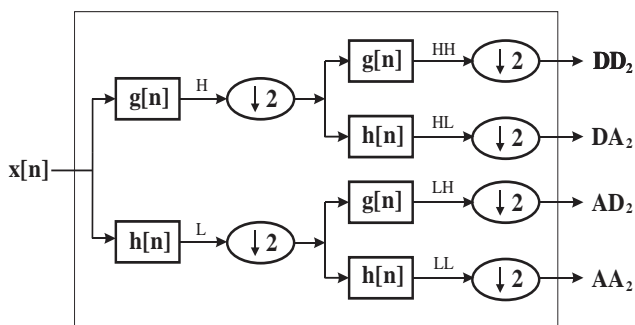 g[n] HH ↓ 2 DD₂
g[n] H ↓ 2
h[n] HL ↓ 2 DA₂
x[n]
g[n] LH ↓ 2 AD₂
h[n] L ↓ 2
h[n] LL ↓ 2 AA₂